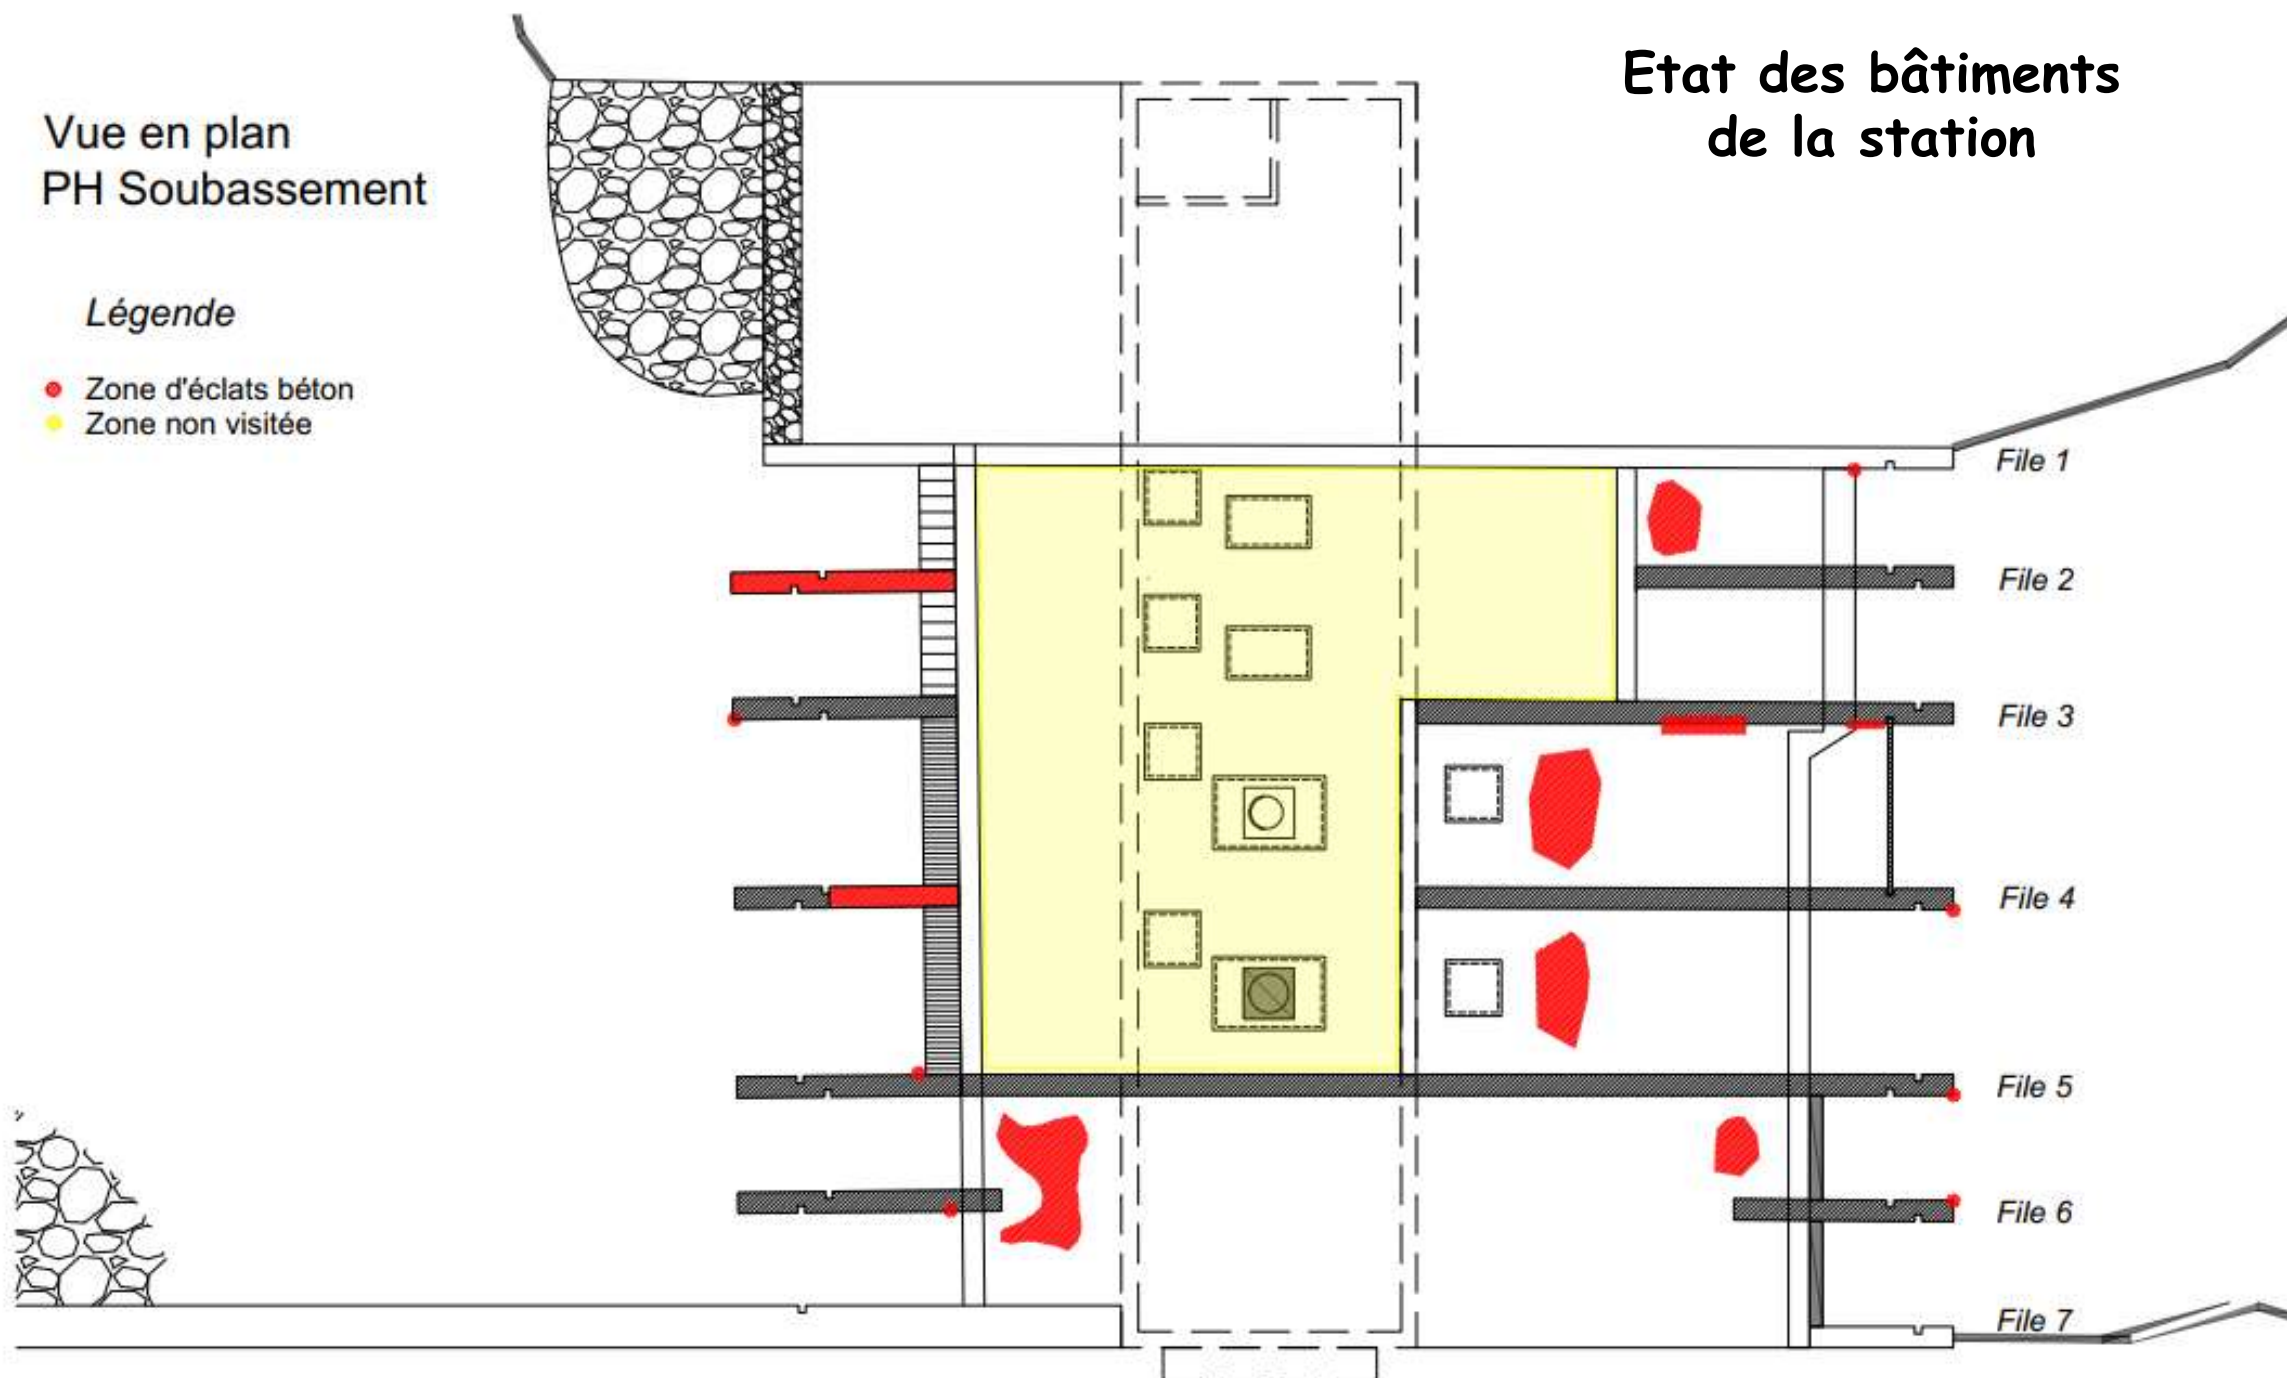 Etat des bâtiments
de la station
Vue en plan
PH Soubassement
Légende
Zone d'éclats béton
Zone non visitée
File 1
File 2
File 3
File 4
File 5
File 6
File 7